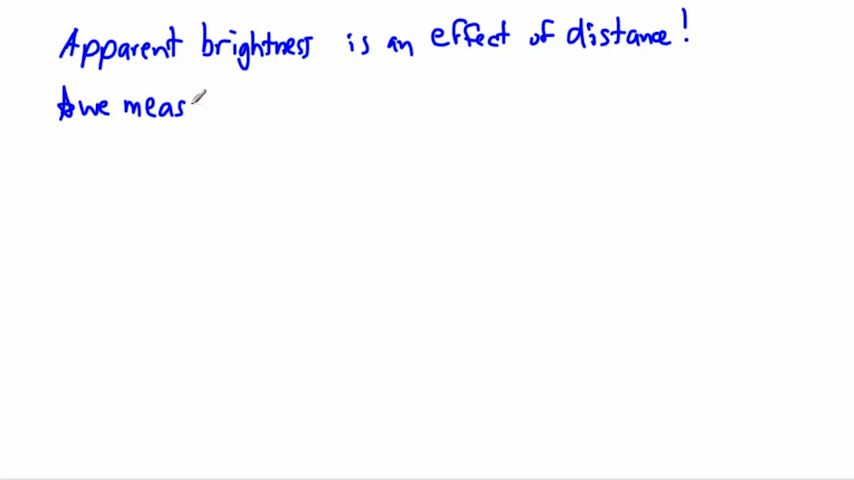 Apparent brightness is an effect of distance!
☆we meas